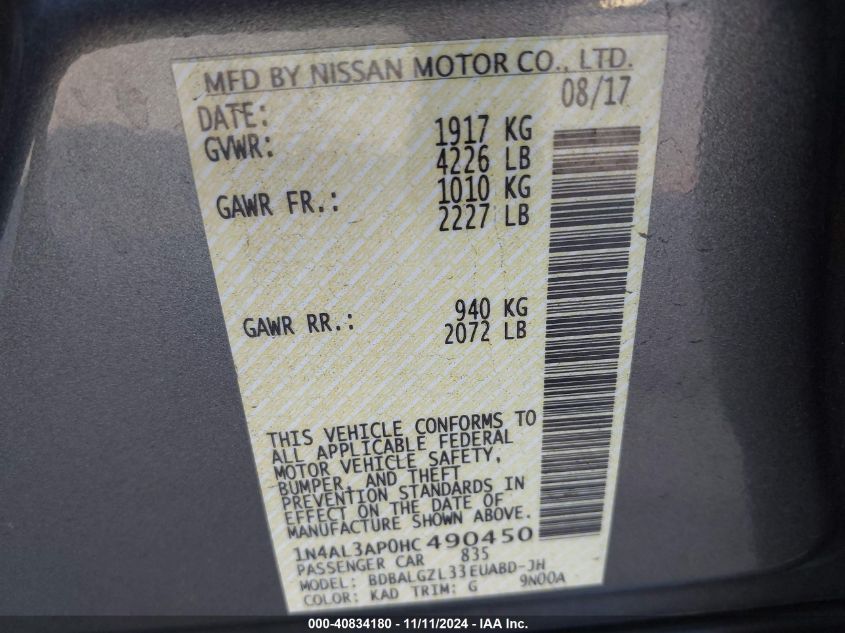 MFD BY NISSAN MOTOR CO., LTD.
DATE: 08/17
GVWR: 1917 KG
4226 LB
GAWR FR.: 1010 KG
2227 LB
GAWR RR.: 940 KG
2072 LB
THIS VEHICLE CONFORMS TO
ALL APPLICABLE FEDERAL
MOTOR VEHICLE SAFETY,
BUMPER, AND THEFT
PREVENTION STANDARDS IN
EFFECT ON THE DATE OF
MANUFACTURE SHOWN ABOVE.
1N4AL3AP0HC490450
PASSENGER CAR 835
MODEL: BDBALGZL33EUABD-JH
COLOR: KAD TRIM: G 9N00A
000-40834180 - 11/11/2024 - IAA Inc.